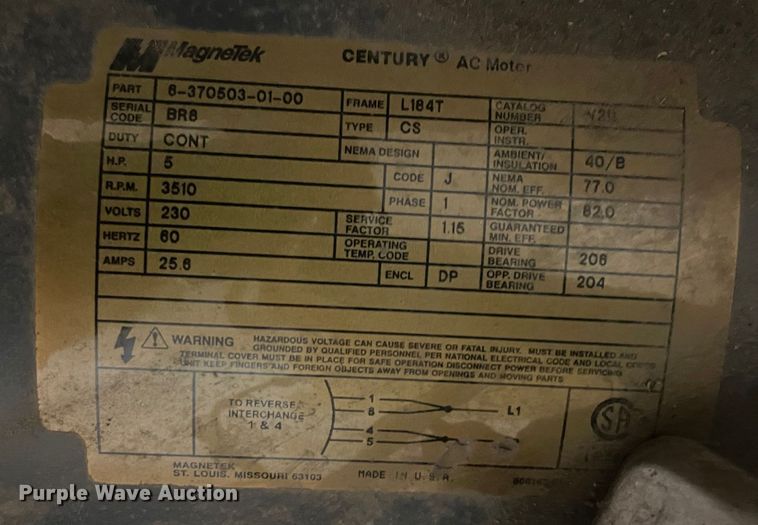 MagneTek CENTURY ® AC Motor
PART 6-370503-01-00 FRAME L184T CATALOG NUMBER
SERIAL CODE BR8 TYPE CS OPER. INSTR.
DUTY CONT NEMA DESIGN AMBIENT/ INSULATION 40/B
H.P. 5 CODE J NEMA NOM. EFF. 77.0
R.P.M. 3510 PHASE 1 NOM. POWER FACTOR 82.0
VOLTS 230 SERVICE FACTOR 1.15 GUARANTEED MIN. EFF.
HERTZ 60 OPERATING TEMP. CODE DRIVE BEARING 206
AMPS 25.6 ENCL DP OPP. DRIVE BEARING 204
WARNING HAZARDOUS VOLTAGE CAN CAUSE SEVERE OR FATAL INJURY. MUST BE INSTALLED AND
GROUNDED BY QUALIFIED PERSONNEL PER NATIONAL ELECTRICAL CODE AND LOCAL CODES
TERMINAL COVER MUST BE IN PLACE FOR SAFE OPERATION DISCONNECT POWER BEFORE SERVICING
UNIT KEEP FINGERS AND FOREIGN OBJECTS AWAY FROM OPENINGS AND MOVING PARTS
TO REVERSE
INTERCHANGE
1 & 4
1
8 L1
4
5
SA
MAGNETEK
ST. LOUIS, MISSOURI 63103 MADE IN U.S.A.
Purple Wave Auction